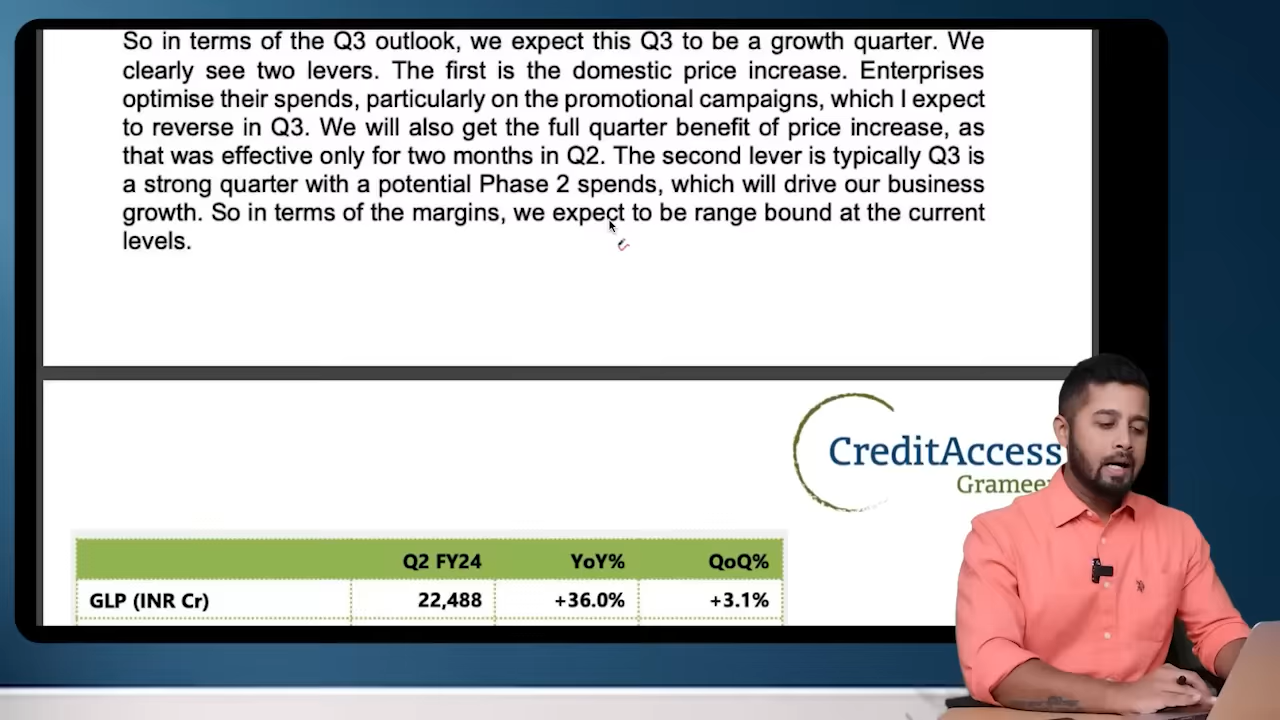 So in terms of the Q3 outlook, we expect this Q3 to be a growth quarter. We
clearly see two levers. The first is the domestic price increase. Enterprises
optimise their spends, particularly on the promotional campaigns, which I expect
to reverse in Q3. We will also get the full quarter benefit of price increase, as
that was effective only for two months in Q2. The second lever is typically Q3 is
a strong quarter with a potential Phase 2 spends, which will drive our business
growth. So in terms of the margins, we expect to be range bound at the current
levels.
CreditAccess
Gramee
Q2 FY24 YoY% QoQ%
GLP (INR Cr) 22,488 +36.0% +3.1%